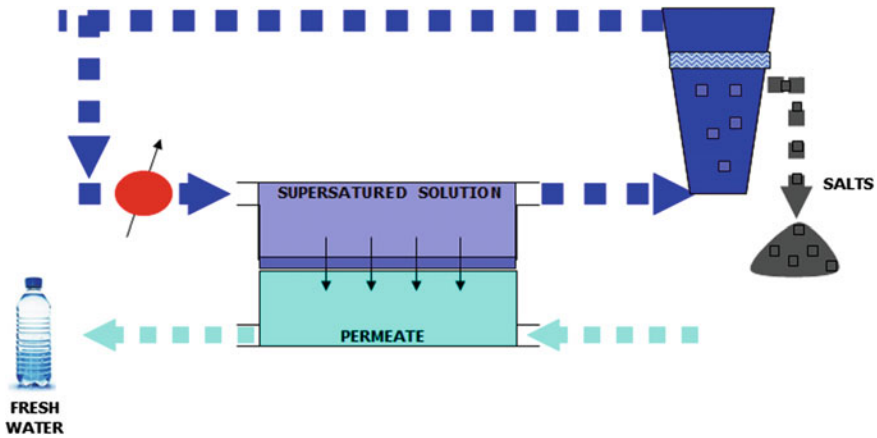 SUPERSATURED SOLUTION
SALTS
PERMEATE
FRESH
WATER